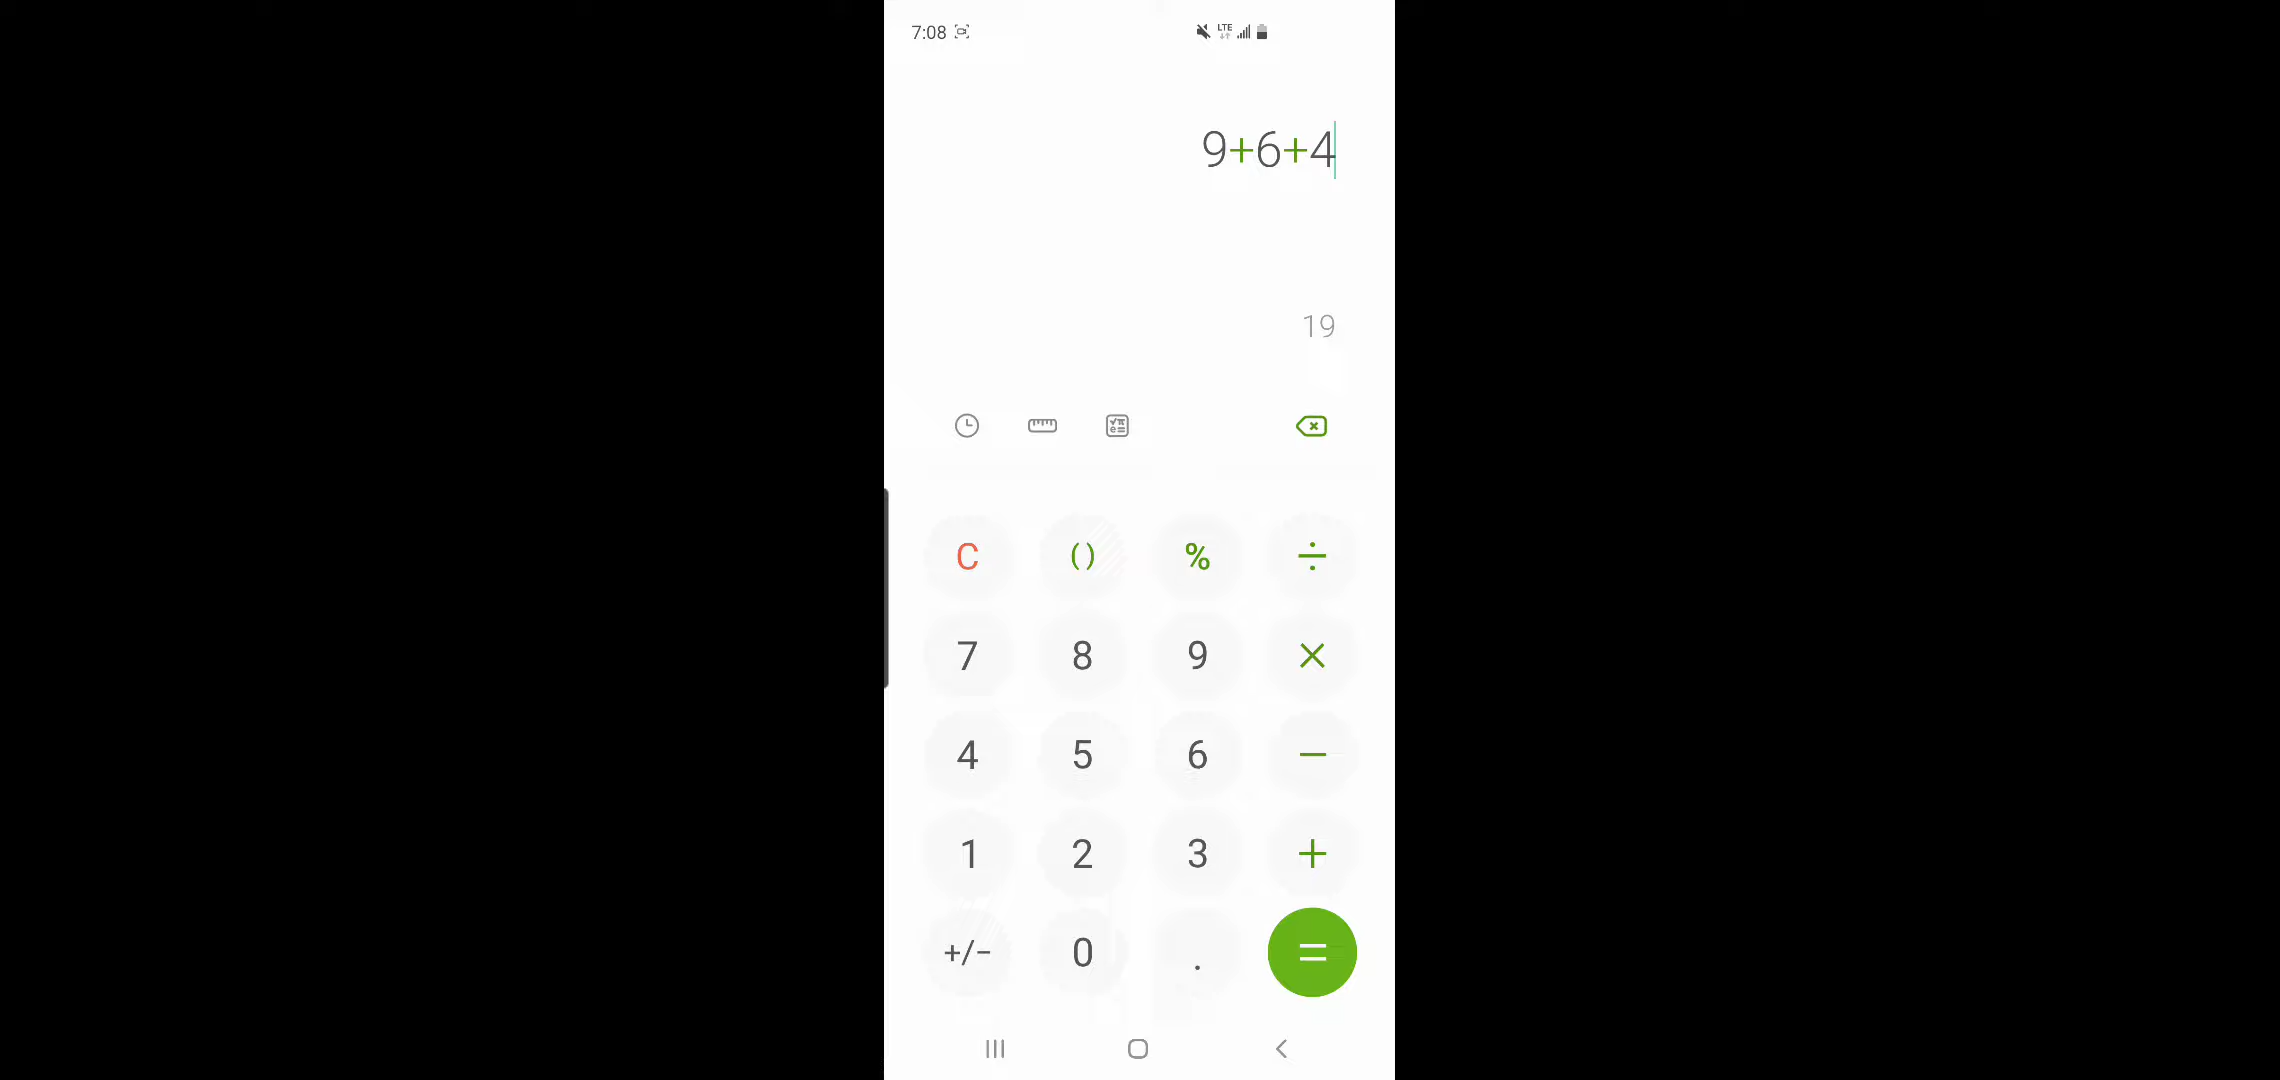 7:08 LTE
9+6+4
19
C () % ÷
7 8 9 ×
4 5 6 −
1 2 3 +
+/− 0 . =